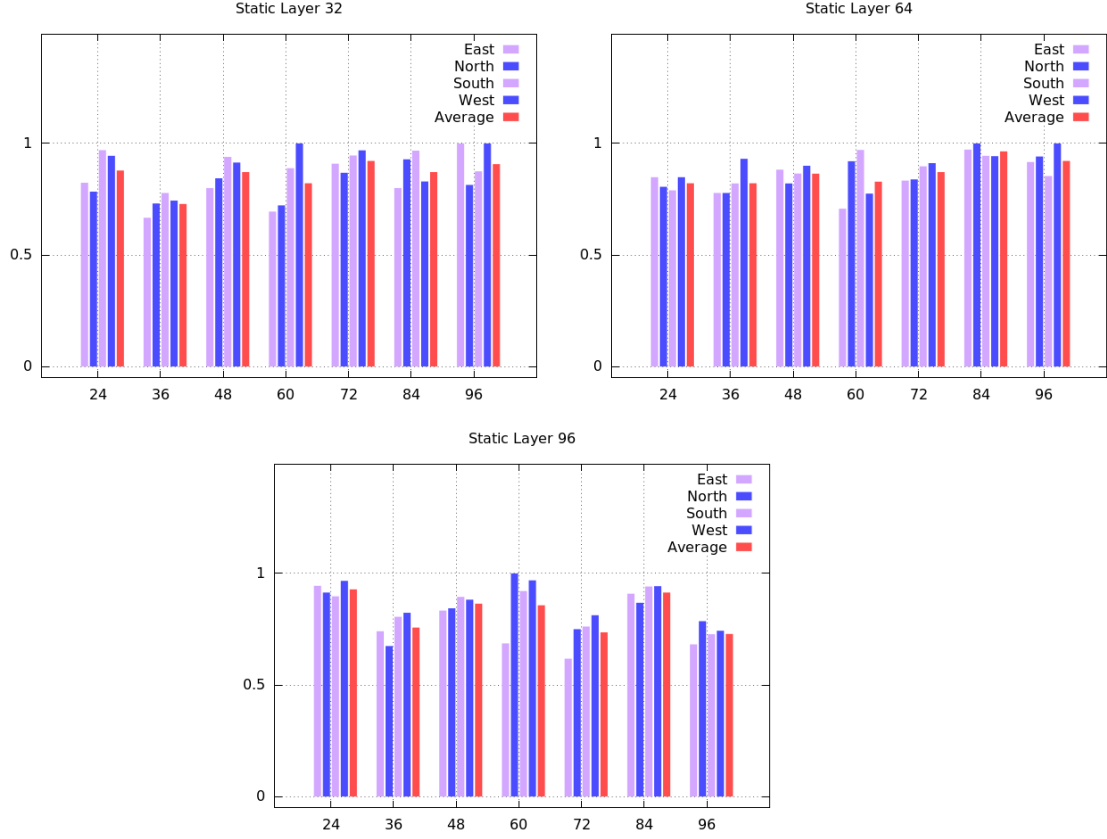 Static Layer 32
East
North
South
West
Average
1
0.5
0
24 36 48 60 72 84 96
Static Layer 64
East
North
South
West
Average
1
0.5
0
24 36 48 60 72 84 96
Static Layer 96
East
North
South
West
Average
1
0.5
0
24 36 48 60 72 84 96